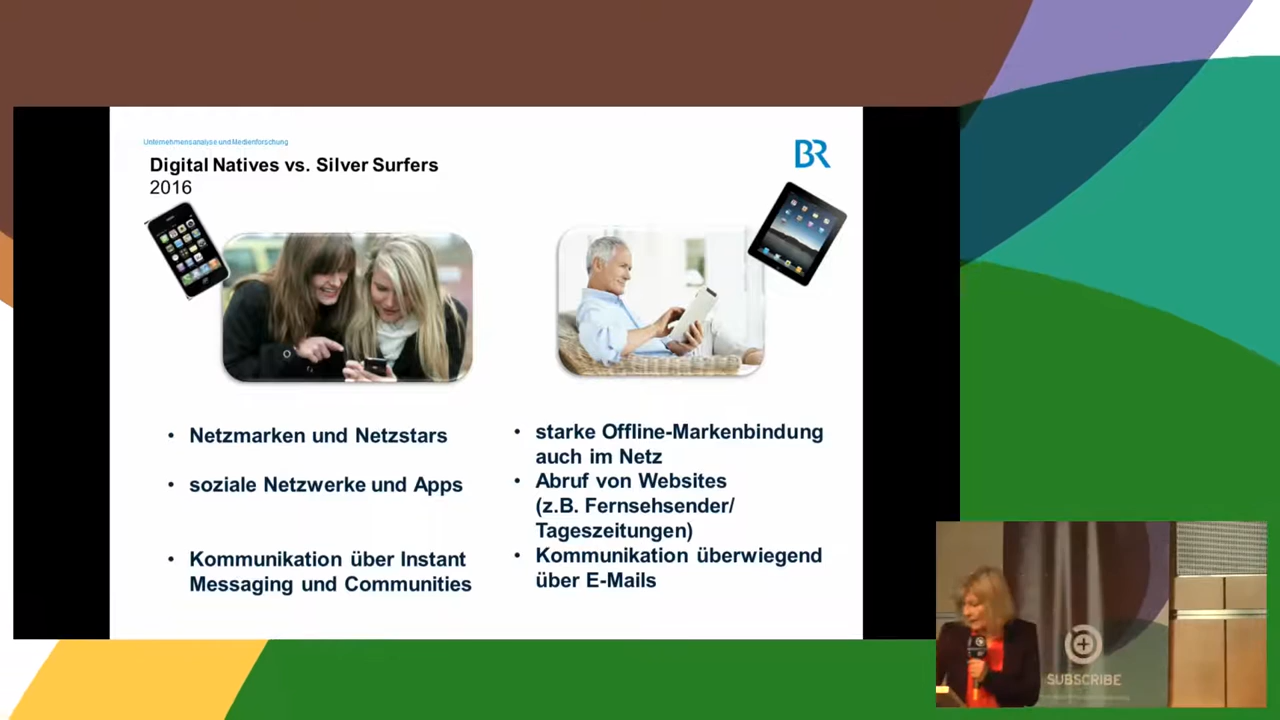 Unternehmensanalyse und Medienforschung
BR
Digital Natives vs. Silver Surfers
2016
• Netzmarken und Netzstars
• soziale Netzwerke und Apps
• Kommunikation über Instant
Messaging und Communities
• starke Offline-Markenbindung
auch im Netz
• Abruf von Websites
(z.B. Fernsehsender/
Tageszeitungen)
• Kommunikation überwiegend
über E-Mails
SUBSCRIBE